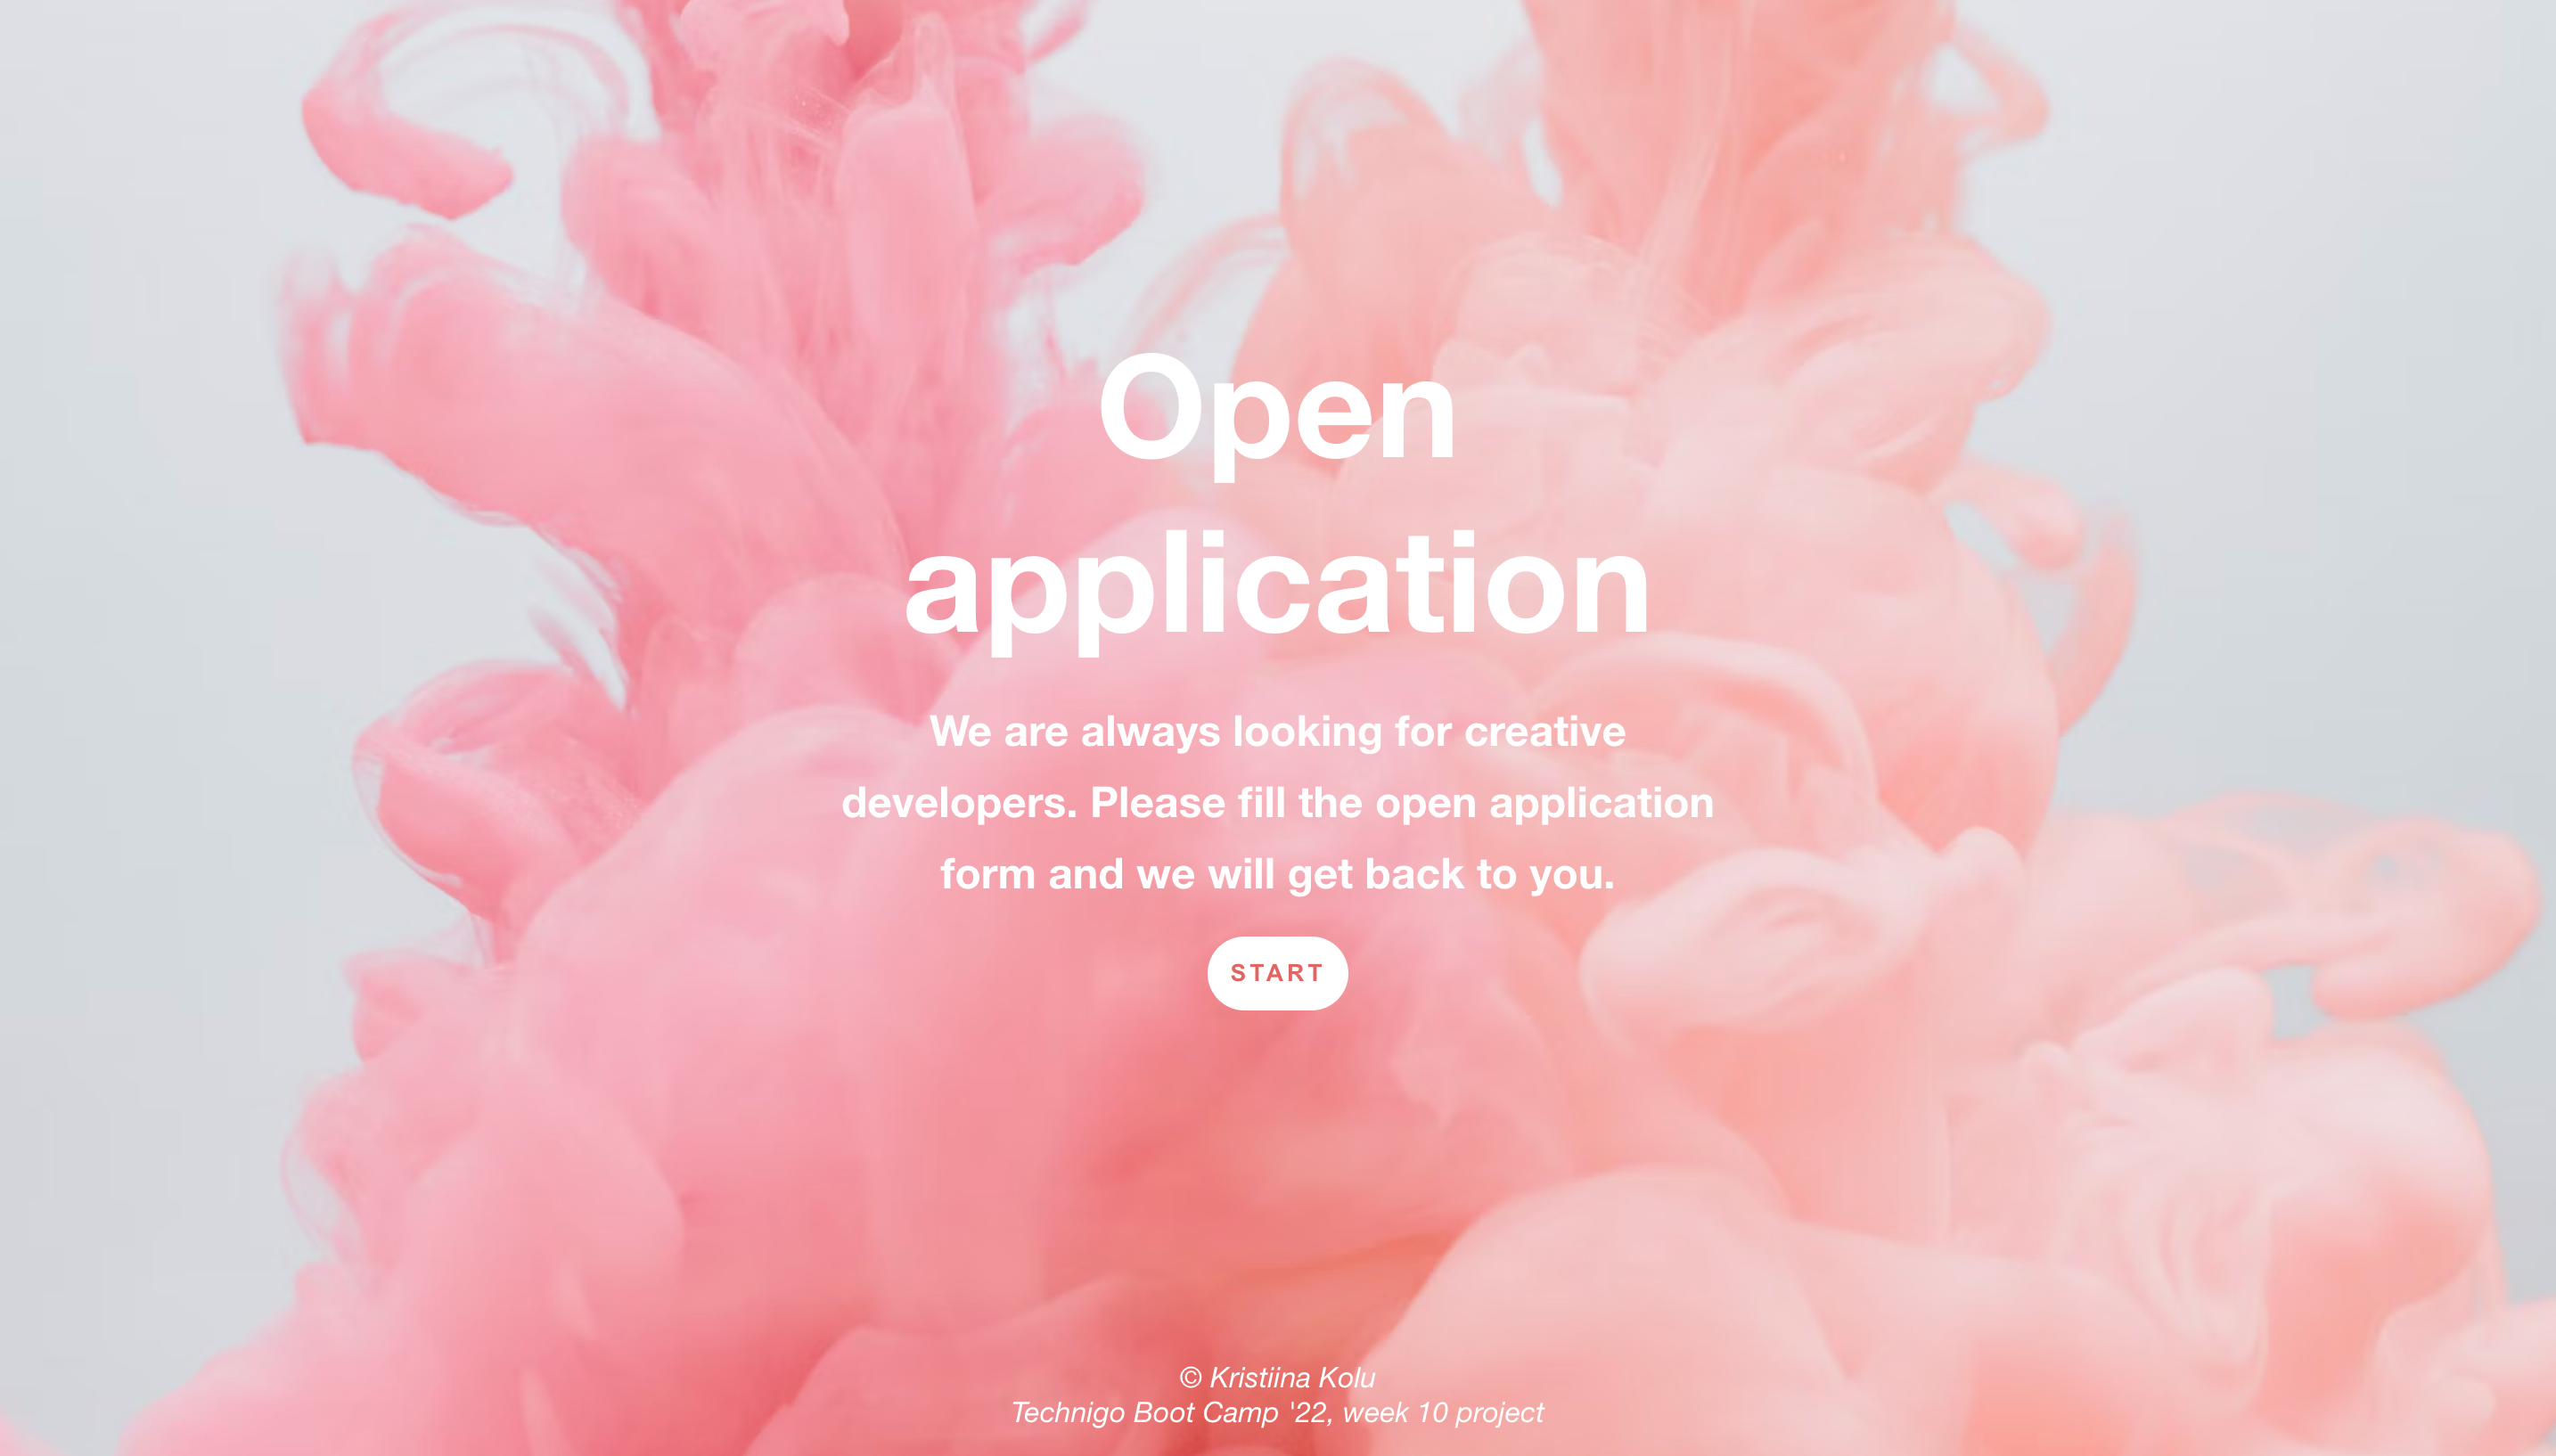 Open
application
We are always looking for creative
developers. Please fill the open application
form and we will get back to you.
START
© Kristiina Kolu
Technigo Boot Camp '22, week 10 project